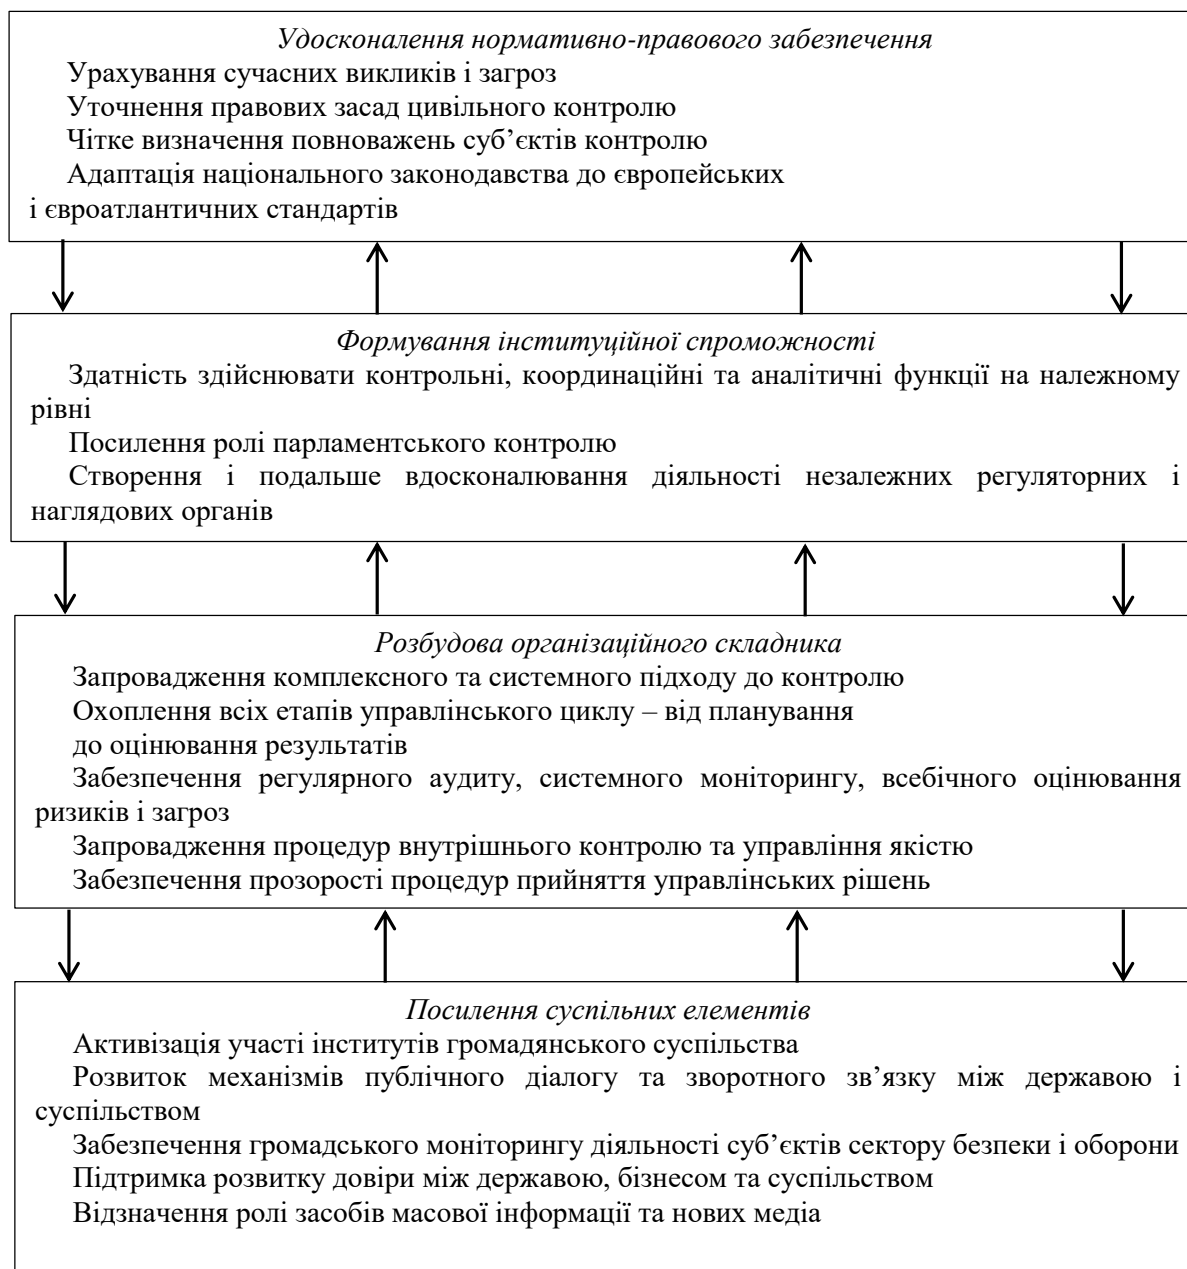 Удосконалення нормативно-правового забезпечення
Урахування сучасних викликів і загроз
Уточнення правових засад цивільного контролю
Чітке визначення повноважень суб’єктів контролю
Адаптація національного законодавства до європейських
і євроатлантичних стандартів
Формування інституційної спроможності
Здатність здійснювати контрольні, координаційні та аналітичні функції на належному
рівні
Посилення ролі парламентського контролю
Створення і подальше вдосконалювання діяльності незалежних регуляторних і
наглядових органів
Розбудова організаційного складника
Запровадження комплексного та системного підходу до контролю
Охоплення всіх етапів управлінського циклу – від планування
до оцінювання результатів
Забезпечення регулярного аудиту, системного моніторингу, всебічного оцінювання
ризиків і загроз
Запровадження процедур внутрішнього контролю та управління якістю
Забезпечення прозорості процедур прийняття управлінських рішень
Посилення суспільних елементів
Активізація участі інститутів громадянського суспільства
Розвиток механізмів публічного діалогу та зворотного зв’язку між державою і
суспільством
Забезпечення громадського моніторингу діяльності суб’єктів сектору безпеки і оборони
Підтримка розвитку довіри між державою, бізнесом та суспільством
Відзначення ролі засобів масової інформації та нових медіа